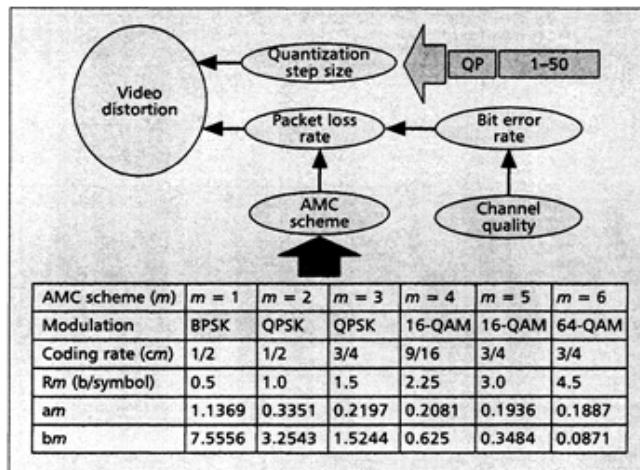 Quantization
step size
QP 1–50
Video
distortion
Packet loss
rate
Bit error
rate
AMC
scheme
Channel
quality
AMC scheme (m) m = 1 m = 2 m = 3 m = 4 m = 5 m = 6
Modulation BPSK QPSK QPSK 16-QAM 16-QAM 64-QAM
Coding rate (cm) 1/2 1/2 3/4 9/16 3/4 3/4
Rm (b/symbol) 0.5 1.0 1.5 2.25 3.0 4.5
am 1.1369 0.3351 0.2197 0.2081 0.1936 0.1887
bm 7.5556 3.2543 1.5244 0.625 0.3484 0.0871